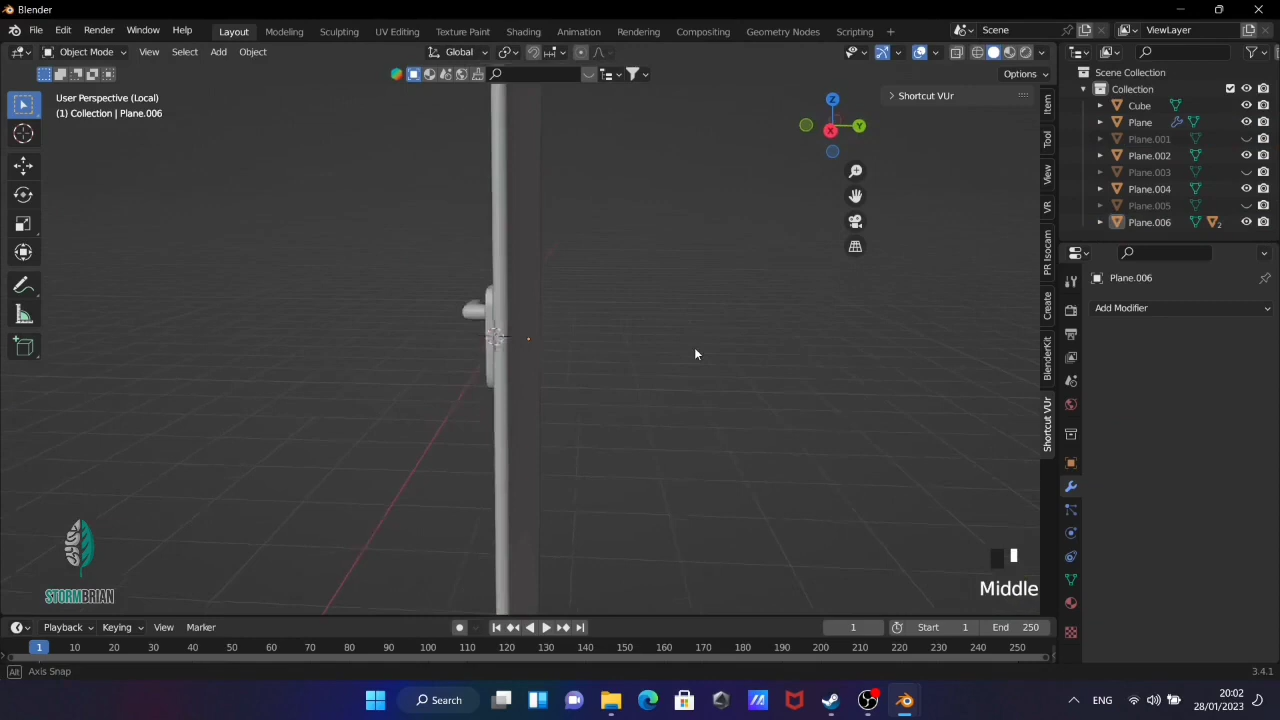 Blender
File Edit Render Window Help Layout Modeling Sculpting UV Editing Texture Paint Shading Animation Rendering Compositing Geometry Nodes Scripting Scene ViewLayer
Object Mode View Select Add Object Global
Options
User Perspective (Local)
(1) Collection | Plane.006
Shortcut VUr
Z
Y
X
Item
Tool
View
VR
PR Isocam
Create
BlenderKit
Shortcut VUr
Scene Collection
Collection
Cube
Plane
Plane.001
Plane.002
Plane.003
Plane.004
Plane.005
Plane.006 2
Plane.006
Add Modifier
STORMBRIAN
Middle
Playback Keying View Marker 1 Start 1 End 250
1 10 20 30 40 50 60 70 80 90 100 110 120 130 140 150 160 170 180 190 200 210 220 230 240 250
Alt Axis Snap 3.4.1
Search ENG 20:02
28/01/2023